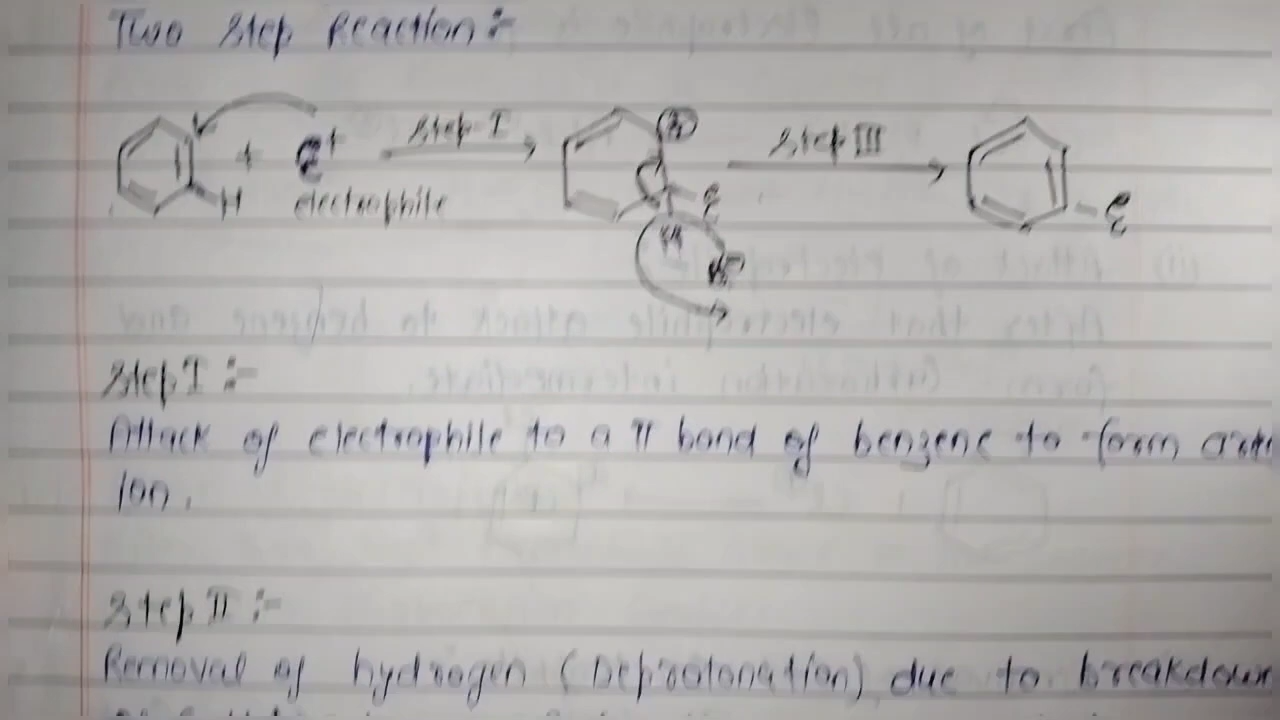 Two Step Reaction:-
H + E+ Step-I E H Step III E
electrophile
Step I :-
Attack of electrophile to a π bond of benzene to form
ion.
Step II :-
Removal of hydrogen (Deprotonation) due to breakdown